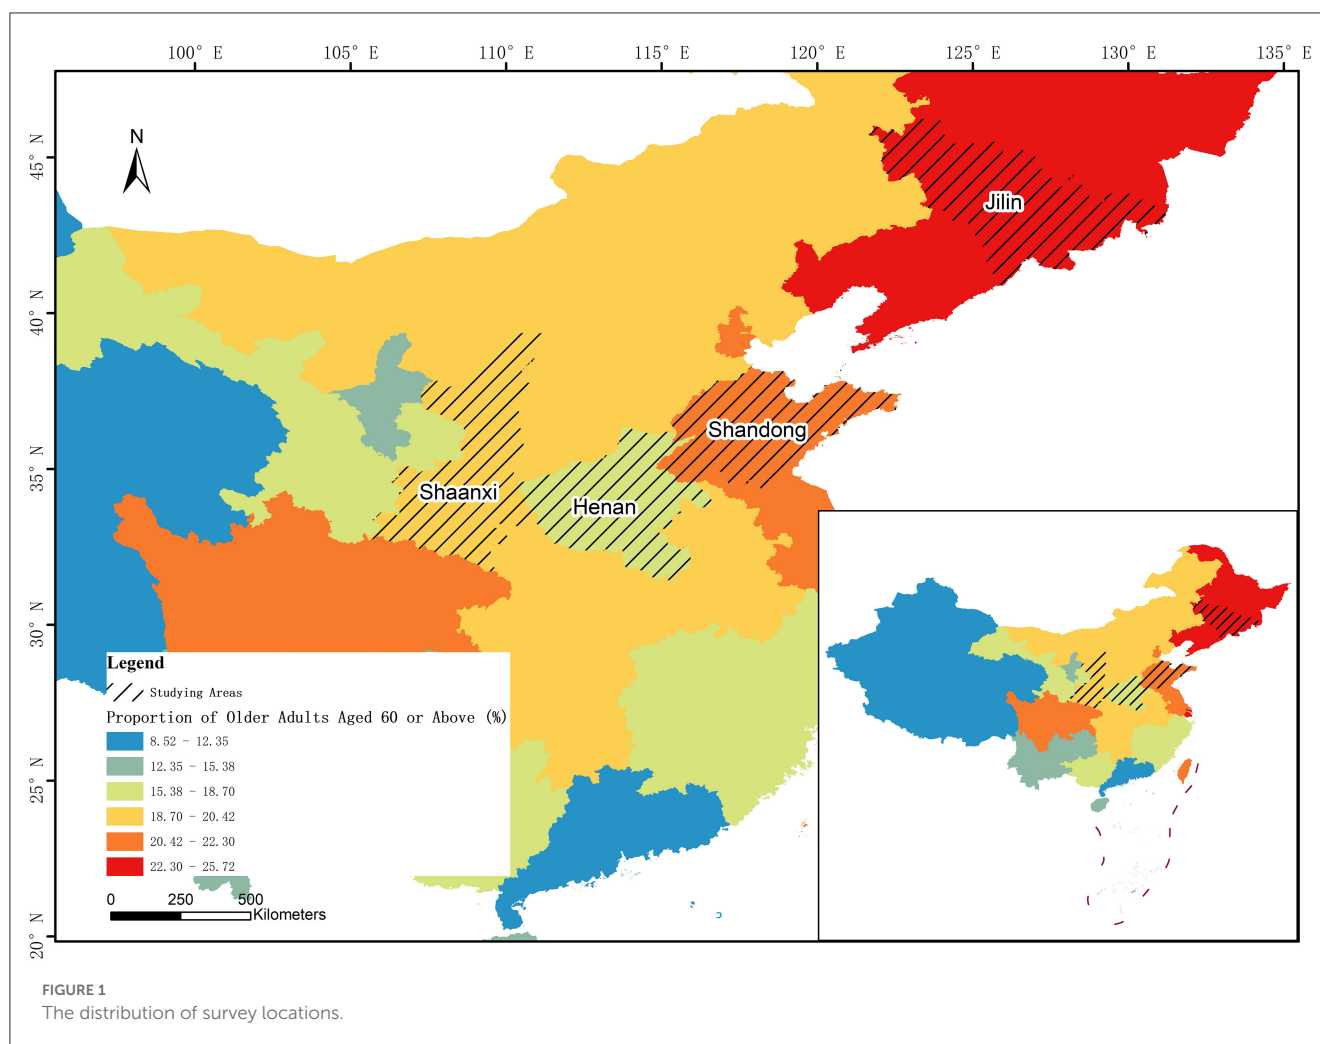 100° E 105° E 110° E 115° E 120° E 125° E 130° E 135° E
45° N
40° N
35° N
30° N
25° N
20° N
N
Jilin
Shandong
Shaanxi
Henan
Legend
Studying Areas
Proportion of Older Adults Aged 60 or Above (%)
8.52 - 12.35
12.35 - 15.38
15.38 - 18.70
18.70 - 20.42
20.42 - 22.30
22.30 - 25.72
0 250 500
Kilometers
FIGURE 1
The distribution of survey locations.